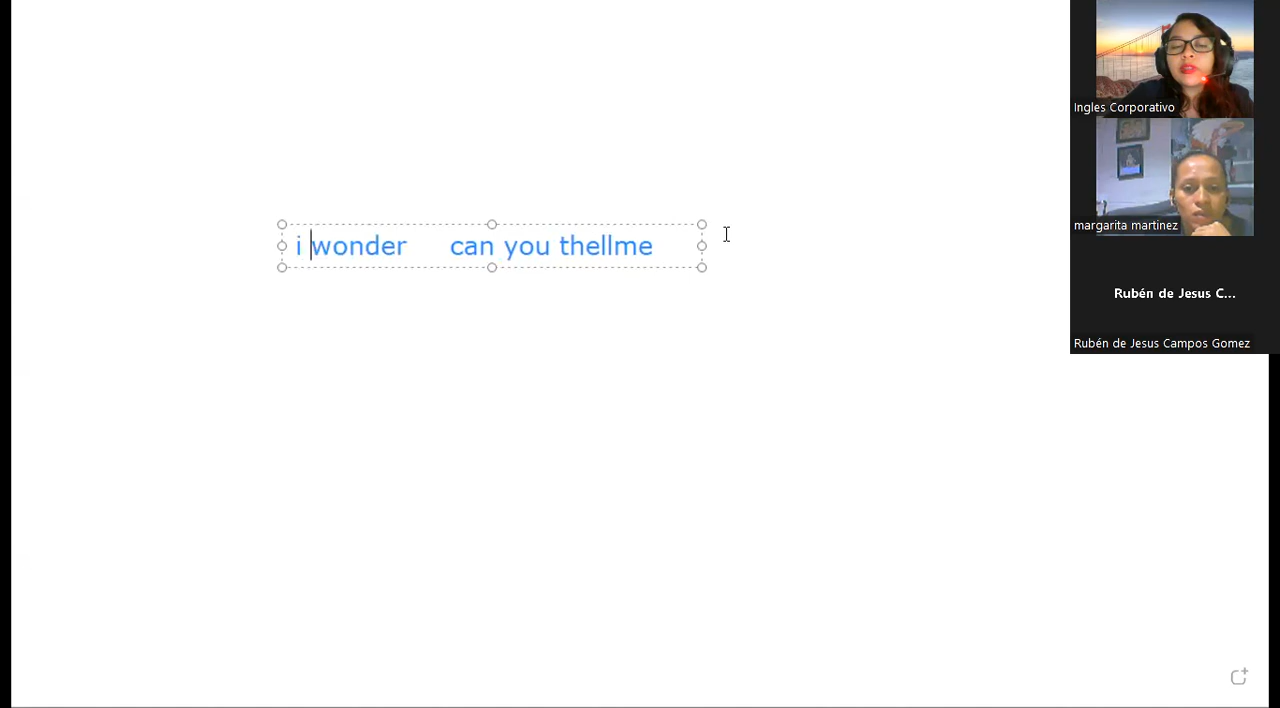 i wonder can you thellme
Ingles Corporativo
margarita martinez
Rubén de Jesus C...
Rubén de Jesus Campos Gomez